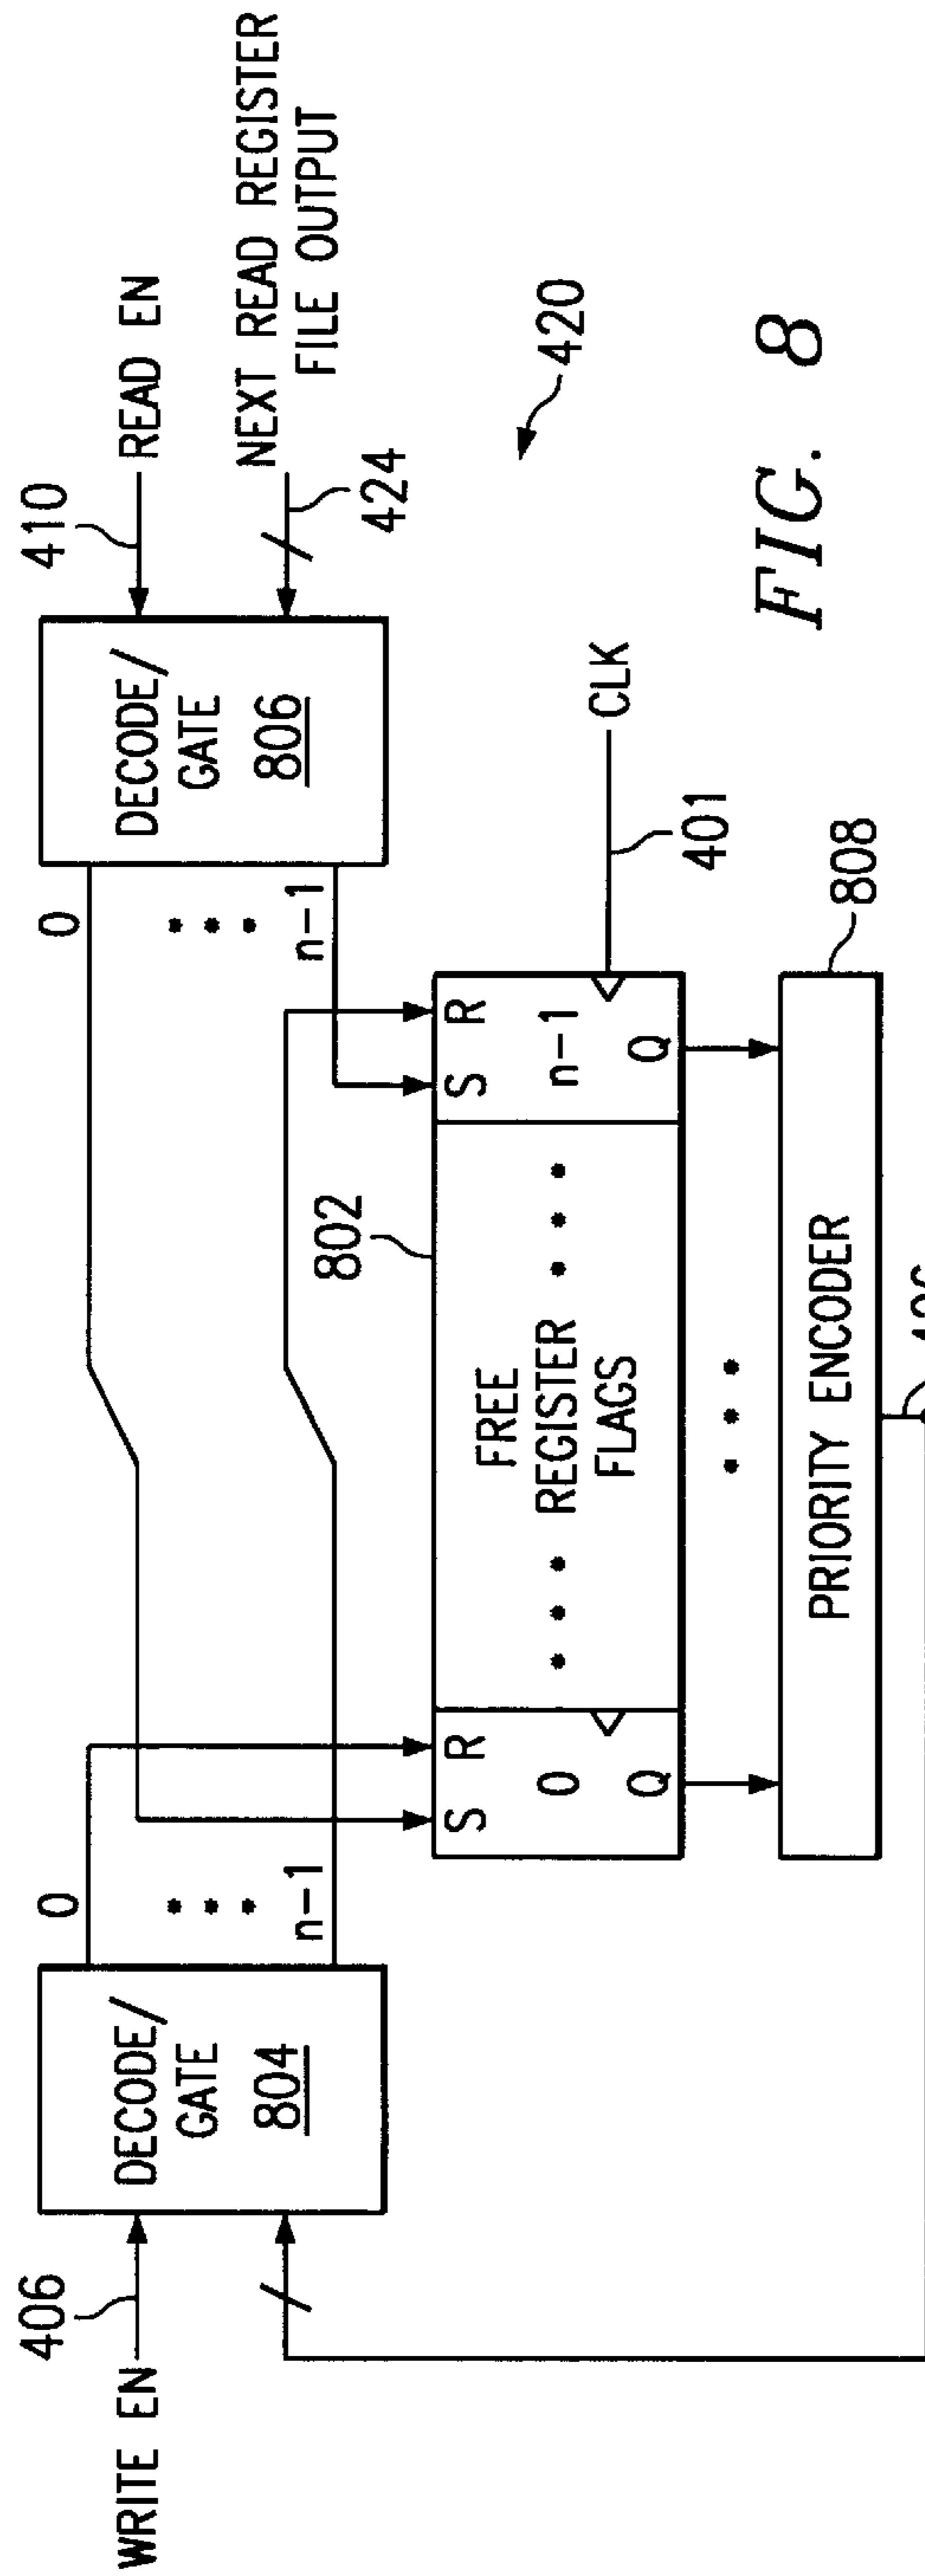 WRITE EN
406
DECODE/
GATE
804
0
n-1
410
READ EN
NEXT READ REGISTER
FILE OUTPUT
424
DECODE/
GATE
806
0
n-1
420
802
S R
0
Q
FREE
REGISTER
FLAGS
S R
n-1
Q
CLK
401
PRIORITY ENCODER
808
FIG. 8